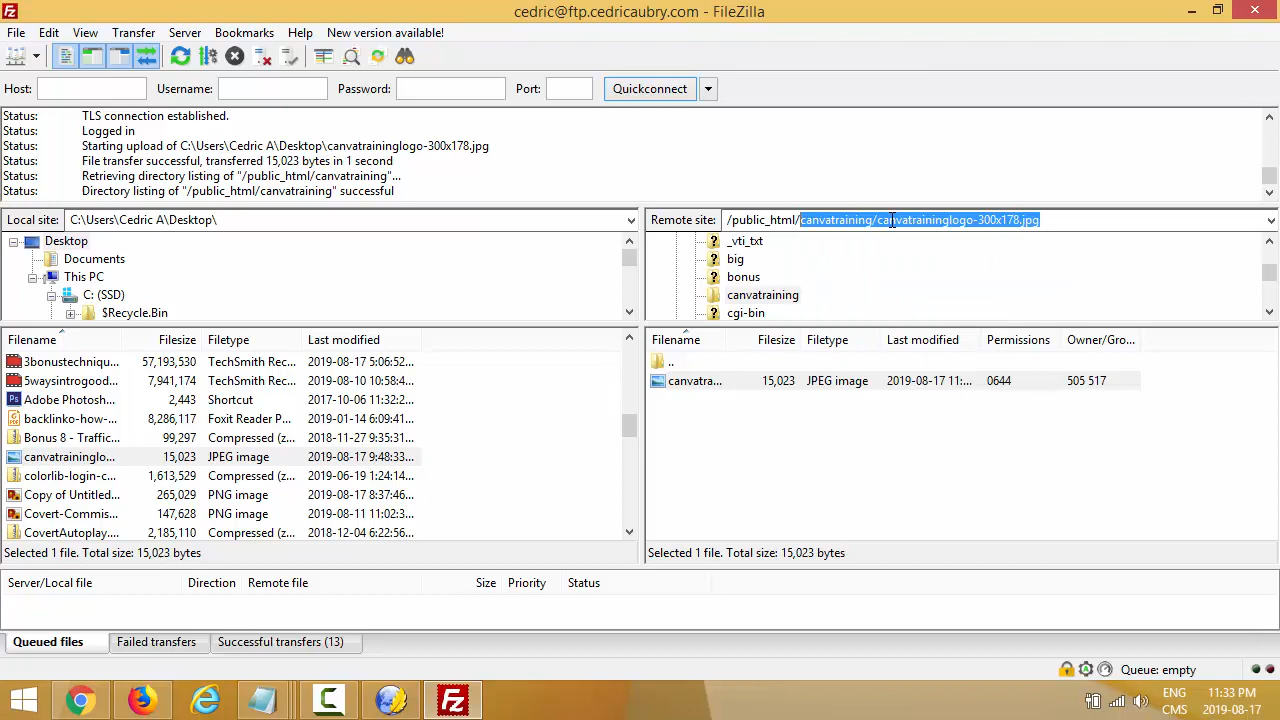 cedric@ftp.cedricaubry.com - FileZilla
File Edit View Transfer Server Bookmarks Help New version available!
Host: Username: Password: Port: Quickconnect
Status: TLS connection established.
Status: Logged in
Status: Starting upload of C:\Users\Cedric A\Desktop\canvatraininglogo-300x178.jpg
Status: File transfer successful, transferred 15,023 bytes in 1 second
Status: Retrieving directory listing of "/public_html/canvatraining"...
Status: Directory listing of "/public_html/canvatraining" successful
Local site: C:\Users\Cedric A\Desktop\
Desktop
Documents
This PC
C: (SSD)
$Recycle.Bin
Filename Filesize Filetype Last modified
3bonustechniqu... 57,193,530 TechSmith Rec... 2019-08-17 5:06:52...
5waysintrogood... 7,941,174 TechSmith Rec... 2019-08-10 10:58:4...
Adobe Photosh... 2,443 Shortcut 2017-10-06 11:32:2...
backlinko-how-... 8,286,117 Foxit Reader P... 2019-01-14 6:09:41...
Bonus 8 - Traffic... 99,297 Compressed (z... 2018-11-27 9:35:31...
canvatraininglo... 15,023 JPEG image 2019-08-17 9:48:33...
colorlib-login-c... 1,613,529 Compressed (z... 2019-06-19 1:24:14...
Copy of Untitled... 265,029 PNG image 2019-08-17 8:37:46...
Covert-Commis... 147,628 PNG image 2019-08-11 11:02:3...
CovertAutoplay... 2,185,110 Compressed (z... 2018-12-04 6:22:56...
Selected 1 file. Total size: 15,023 bytes
Remote site: /public_html/canvatraining/canvatraininglogo-300x178.jpg
_vti_txt
big
bonus
canvatraining
cgi-bin
Filename Filesize Filetype Last modified Permissions Owner/Gro...
..
canvatra... 15,023 JPEG image 2019-08-17 11:... 0644 505 517
Selected 1 file. Total size: 15,023 bytes
Server/Local file Direction Remote file Size Priority Status
Queued files Failed transfers Successful transfers (13)
Queue: empty
ENG 11:33 PM
CMS 2019-08-17